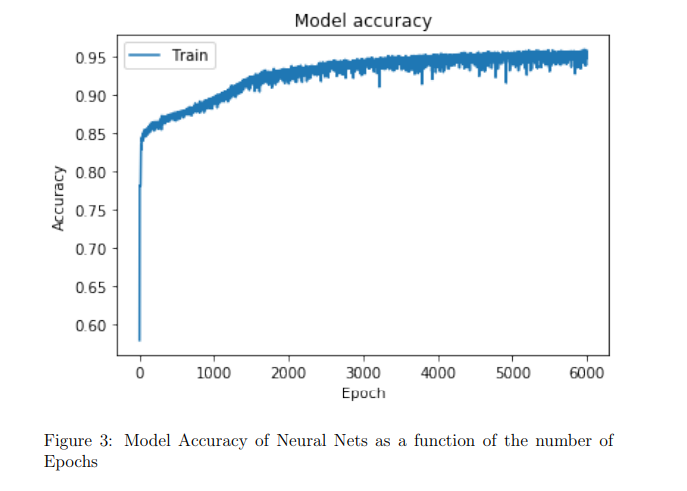 Model accuracy
Train
0.95
0.90
0.85
0.80
0.75
0.70
0.65
0.60
Accuracy
0 1000 2000 3000 4000 5000 6000
Epoch
Figure 3: Model Accuracy of Neural Nets as a function of the number of
Epochs